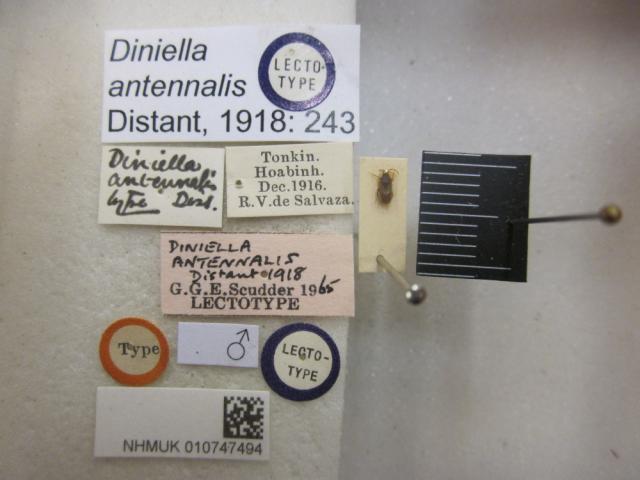 Diniella
antennalis
Distant, 1918: 243
LECTO-
TYPE
Diniella
antennalis
type Dist.
Tonkin.
Hoabinh.
Dec. 1916.
R. V. de Salvaza.
DINIELLA
ANTENNALIS
Distant 1918
G. G. E. Scudder 1965
LECTOTYPE
Type
♂
LECTO-
TYPE
NHMUK 010747494